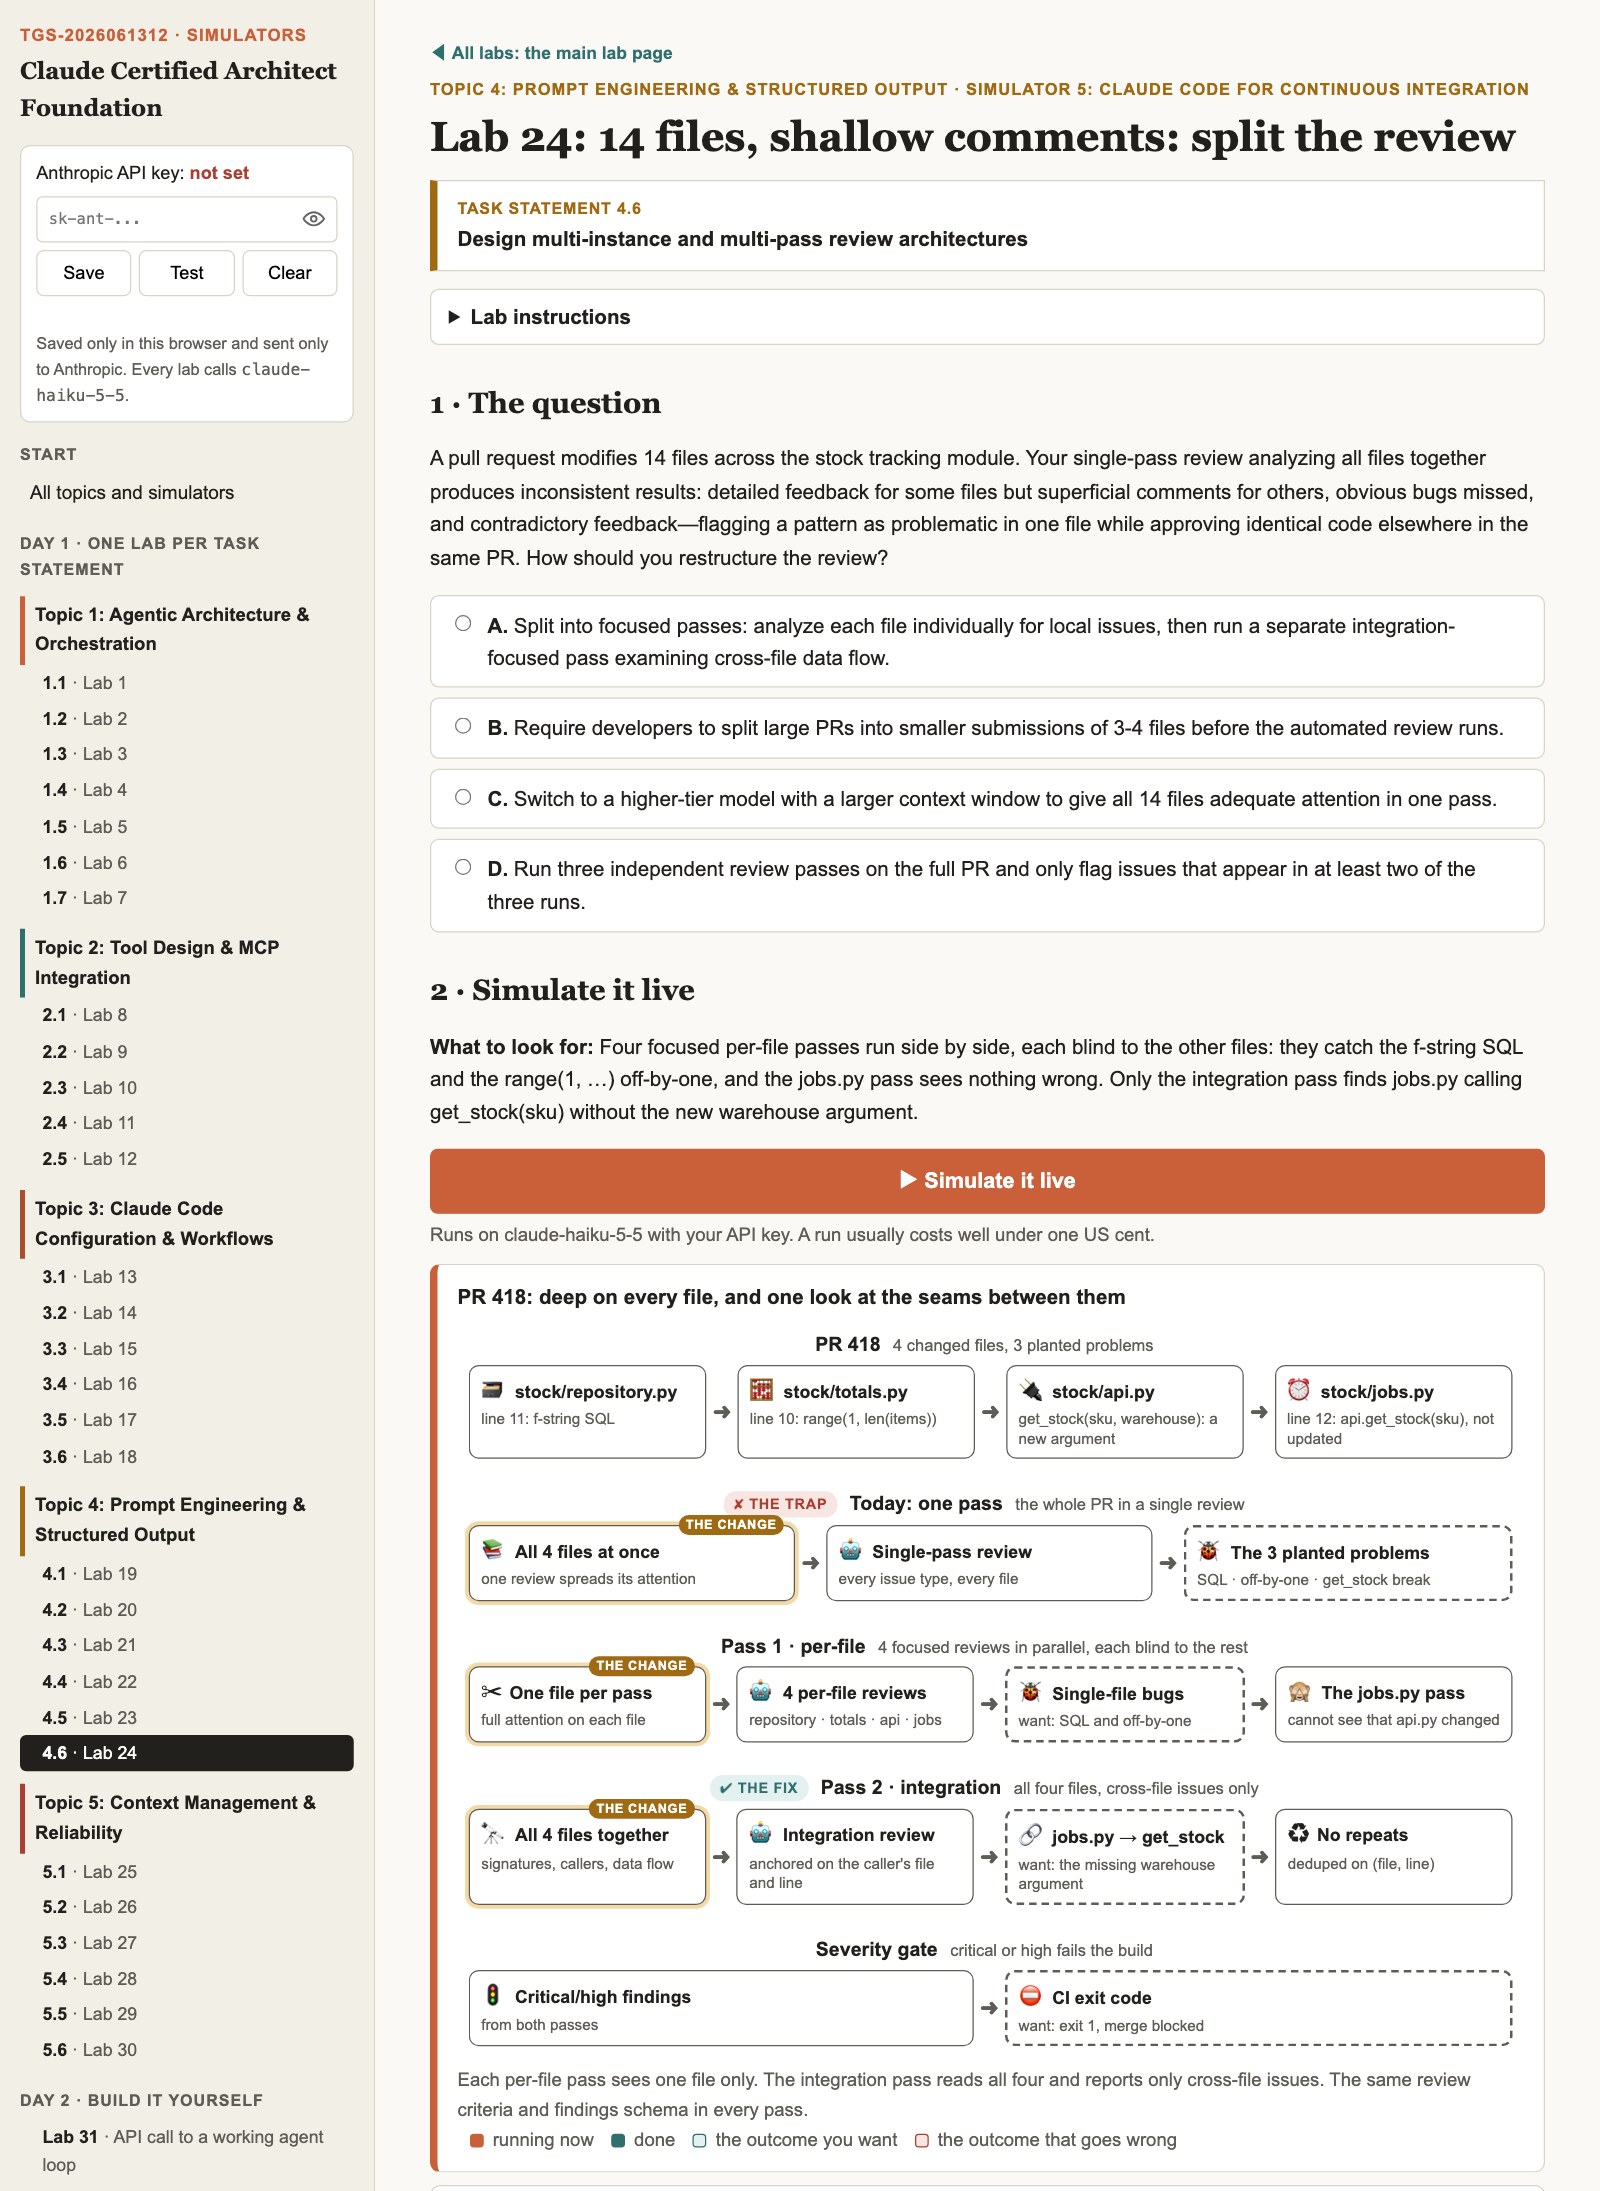 TGS-2026061312 · SIMULATORS
Claude Certified Architect
Foundation
Anthropic API key: not set
sk-ant-...
Save
Test
Clear
Saved only in this browser and sent only
to Anthropic. Every lab calls claude-
haiku-5-5.
START
All topics and simulators
DAY 1 · ONE LAB PER TASK
STATEMENT
Topic 1: Agentic Architecture &
Orchestration
1.1 · Lab 1
1.2 · Lab 2
1.3 · Lab 3
1.4 · Lab 4
1.5 · Lab 5
1.6 · Lab 6
1.7 · Lab 7
Topic 2: Tool Design & MCP
Integration
2.1 · Lab 8
2.2 · Lab 9
2.3 · Lab 10
2.4 · Lab 11
2.5 · Lab 12
Topic 3: Claude Code
Configuration & Workflows
3.1 · Lab 13
3.2 · Lab 14
3.3 · Lab 15
3.4 · Lab 16
3.5 · Lab 17
3.6 · Lab 18
Topic 4: Prompt Engineering &
Structured Output
4.1 · Lab 19
4.2 · Lab 20
4.3 · Lab 21
4.4 · Lab 22
4.5 · Lab 23
4.6 · Lab 24
Topic 5: Context Management &
Reliability
5.1 · Lab 25
5.2 · Lab 26
5.3 · Lab 27
5.4 · Lab 28
5.5 · Lab 29
5.6 · Lab 30
DAY 2 · BUILD IT YOURSELF
Lab 31 · API call to a working agent
loop
◀ All labs: the main lab page
TOPIC 4: PROMPT ENGINEERING & STRUCTURED OUTPUT · SIMULATOR 5: CLAUDE CODE FOR CONTINUOUS INTEGRATION
Lab 24: 14 files, shallow comments: split the review
TASK STATEMENT 4.6
Design multi-instance and multi-pass review architectures
▶ Lab instructions
1 · The question
A pull request modifies 14 files across the stock tracking module. Your single-pass review analyzing all files together
produces inconsistent results: detailed feedback for some files but superficial comments for others, obvious bugs missed,
and contradictory feedback—flagging a pattern as problematic in one file while approving identical code elsewhere in the
same PR. How should you restructure the review?
A. Split into focused passes: analyze each file individually for local issues, then run a separate integration-
focused pass examining cross-file data flow.
B. Require developers to split large PRs into smaller submissions of 3-4 files before the automated review runs.
C. Switch to a higher-tier model with a larger context window to give all 14 files adequate attention in one pass.
D. Run three independent review passes on the full PR and only flag issues that appear in at least two of the
three runs.
2 · Simulate it live
What to look for: Four focused per-file passes run side by side, each blind to the other files: they catch the f-string SQL
and the range(1, …) off-by-one, and the jobs.py pass sees nothing wrong. Only the integration pass finds jobs.py calling
get_stock(sku) without the new warehouse argument.
▶ Simulate it live
Runs on claude-haiku-5-5 with your API key. A run usually costs well under one US cent.
PR 418: deep on every file, and one look at the seams between them
PR 418 4 changed files, 3 planted problems
stock/repository.py
line 11: f-string SQL
➜
stock/totals.py
line 10: range(1, len(items))
➜
stock/api.py
get_stock(sku, warehouse): a
new argument
➜
stock/jobs.py
line 12: api.get_stock(sku), not
updated
✘ THE TRAP Today: one pass the whole PR in a single review
THE CHANGE
All 4 files at once
one review spreads its attention
➜
Single-pass review
every issue type, every file
➜
The 3 planted problems
SQL · off-by-one · get_stock break
Pass 1 · per-file 4 focused reviews in parallel, each blind to the rest
THE CHANGE
One file per pass
full attention on each file
➜
4 per-file reviews
repository · totals · api · jobs
➜
Single-file bugs
want: SQL and off-by-one
➜
The jobs.py pass
cannot see that api.py changed
✔ THE FIX Pass 2 · integration all four files, cross-file issues only
THE CHANGE
All 4 files together
signatures, callers, data flow
➜
Integration review
anchored on the caller's file
and line
➜
jobs.py → get_stock
want: the missing warehouse
argument
➜
No repeats
deduped on (file, line)
Severity gate critical or high fails the build
Critical/high findings
from both passes
➜
CI exit code
want: exit 1, merge blocked
Each per-file pass sees one file only. The integration pass reads all four and reports only cross-file issues. The same review
criteria and findings schema in every pass.
running now done the outcome you want the outcome that goes wrong